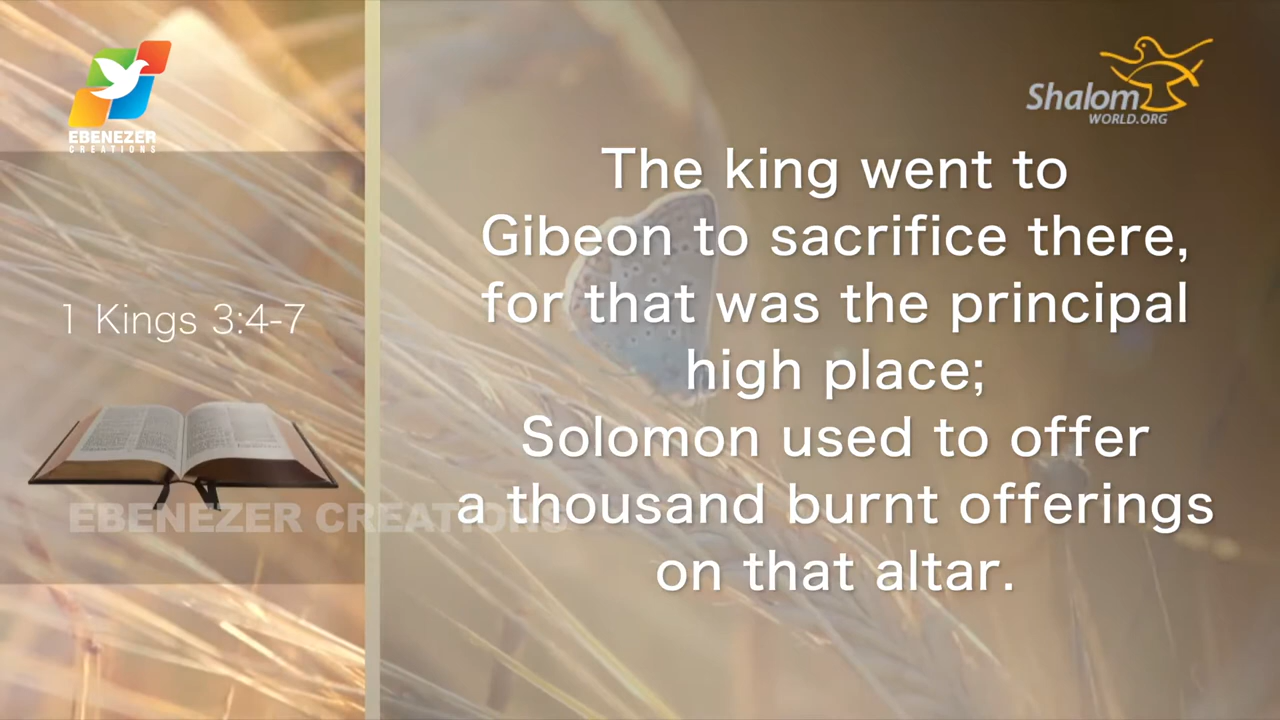 EBENEZER
CREATIONS
Shalom
WORLD.ORG
1 Kings 3:4-7
The king went to
Gibeon to sacrifice there,
for that was the principal
high place;
Solomon used to offer
a thousand burnt offerings
on that altar.
EBENEZER CREATIONS